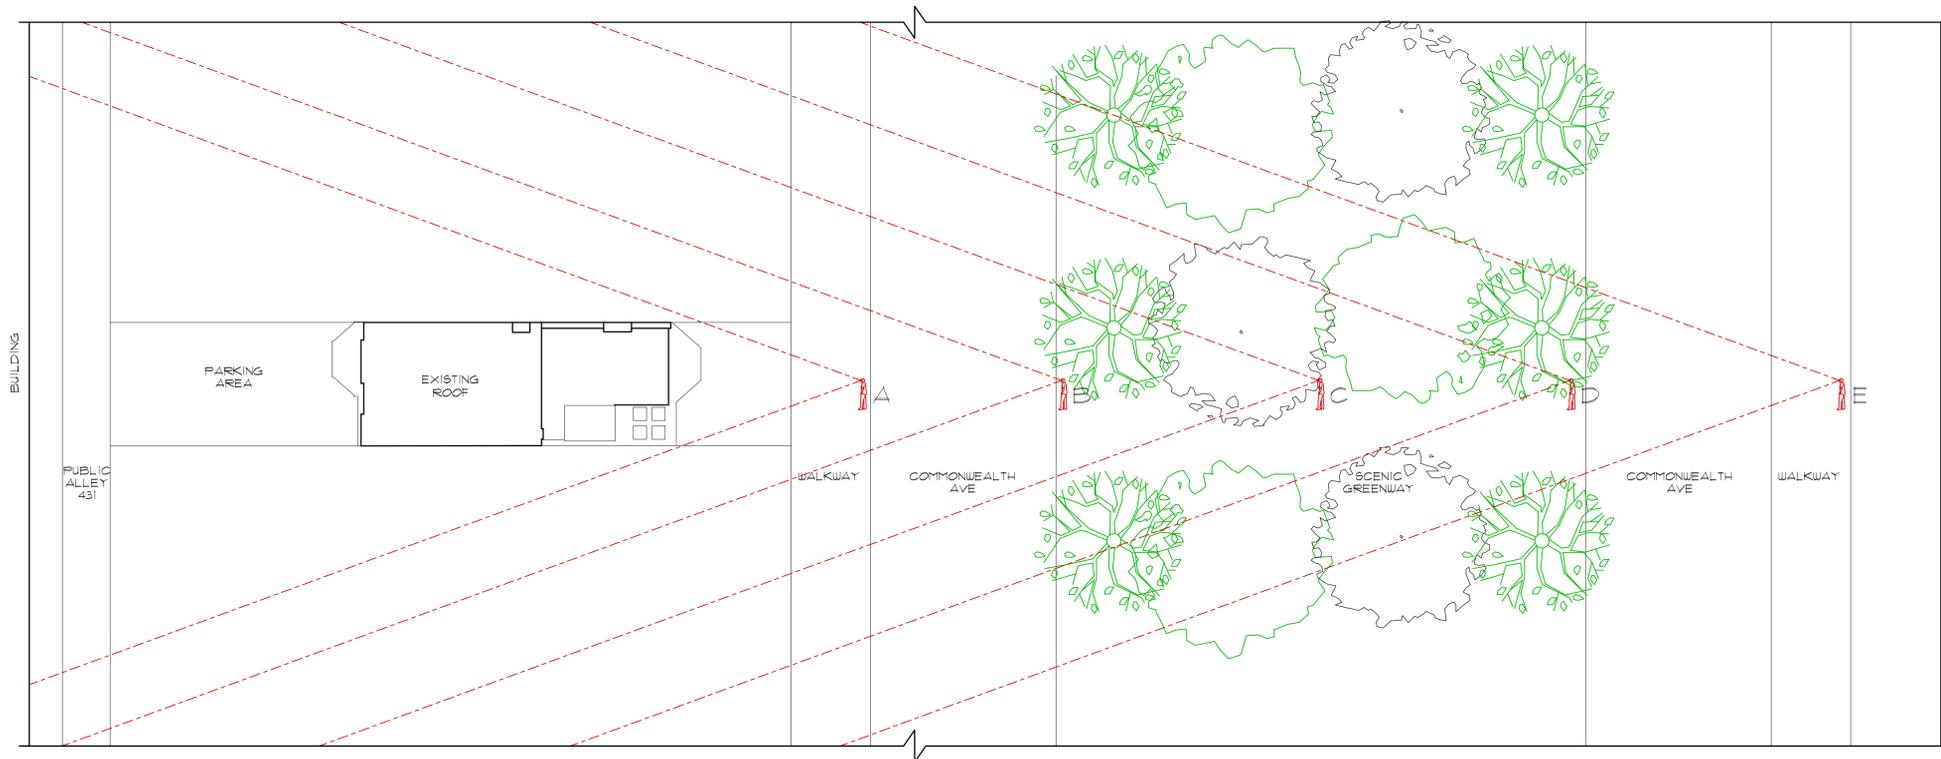 BUILDING
PARKING
AREA
EXISTING
ROOF
A
B
C
D
E
PUBLIC
ALLEY
431
WALKWAY
COMMONWEALTH
AVE
SCENIC
GREENWAY
COMMONWEALTH
AVE
WALKWAY